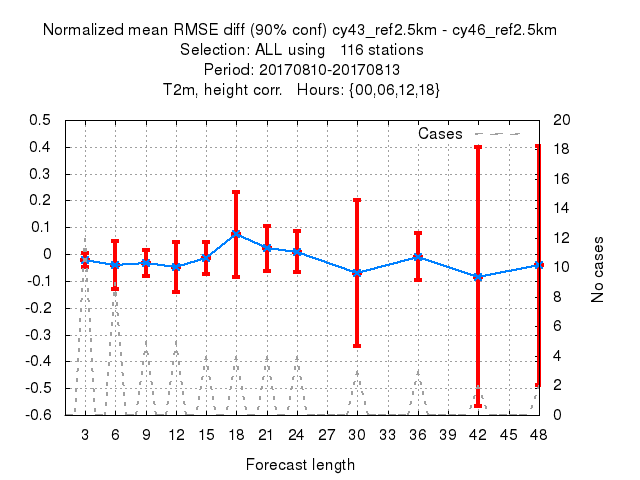 Normalized mean RMSE diff (90% conf) cy43_ref2.5km - cy46_ref2.5km
Selection: ALL using   116 stations
Period: 20170810-20170813
T2m, height corr.   Hours: {00,06,12,18}
Cases
0.5
0.4
0.3
0.2
0.1
0
-0.1
-0.2
-0.3
-0.4
-0.5
-0.6
20
18
16
14
12
10
8
6
4
2
0
No cases
3 6 9 12 15 18 21 24 27 30 33 36 39 42 45 48
Forecast length